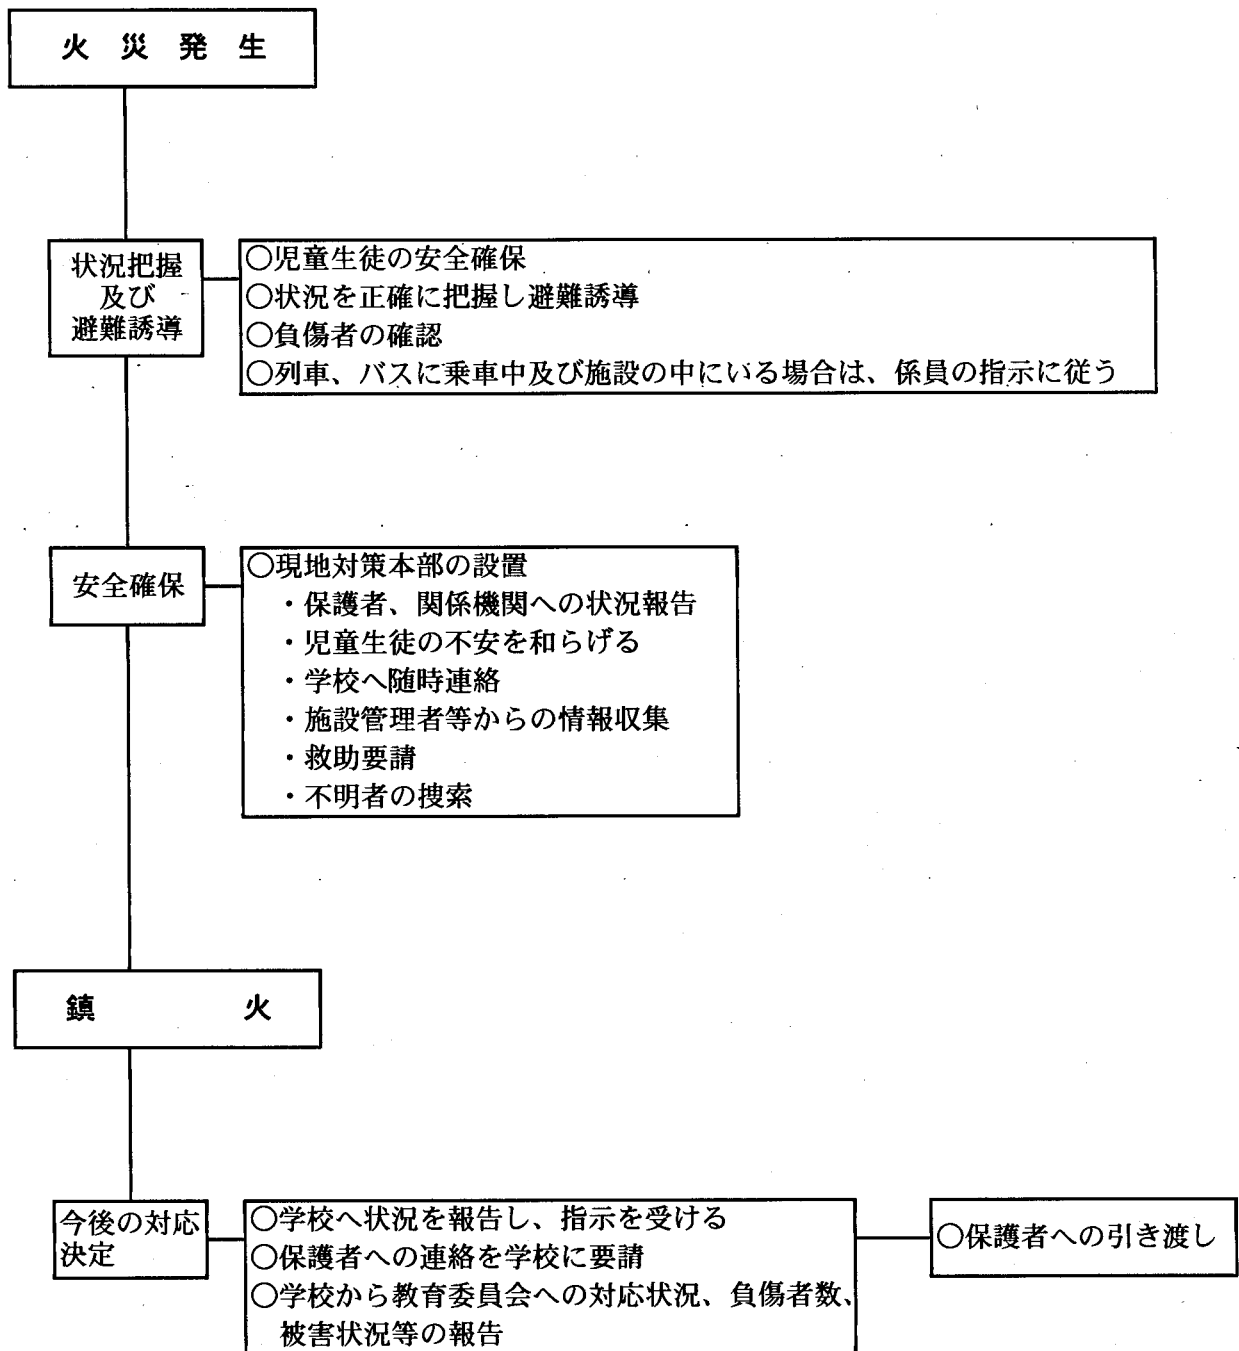 火災発生
状況把握
及び
避難誘導
○児童生徒の安全確保
○状況を正確に把握し避難誘導
○負傷者の確認
○列車、バスに乗車中及び施設の中にいる場合は、係員の指示に従う
安全確保
○現地対策本部の設置
・保護者、関係機関への状況報告
・児童生徒の不安を和らげる
・学校へ随時連絡
・施設管理者等からの情報収集
・救助要請
・不明者の捜索
鎮火
今後の対応
決定
○学校へ状況を報告し、指示を受ける
○保護者への連絡を学校に要請
○学校から教育委員会への対応状況、負傷者数、
被害状況等の報告
○保護者への引き渡し